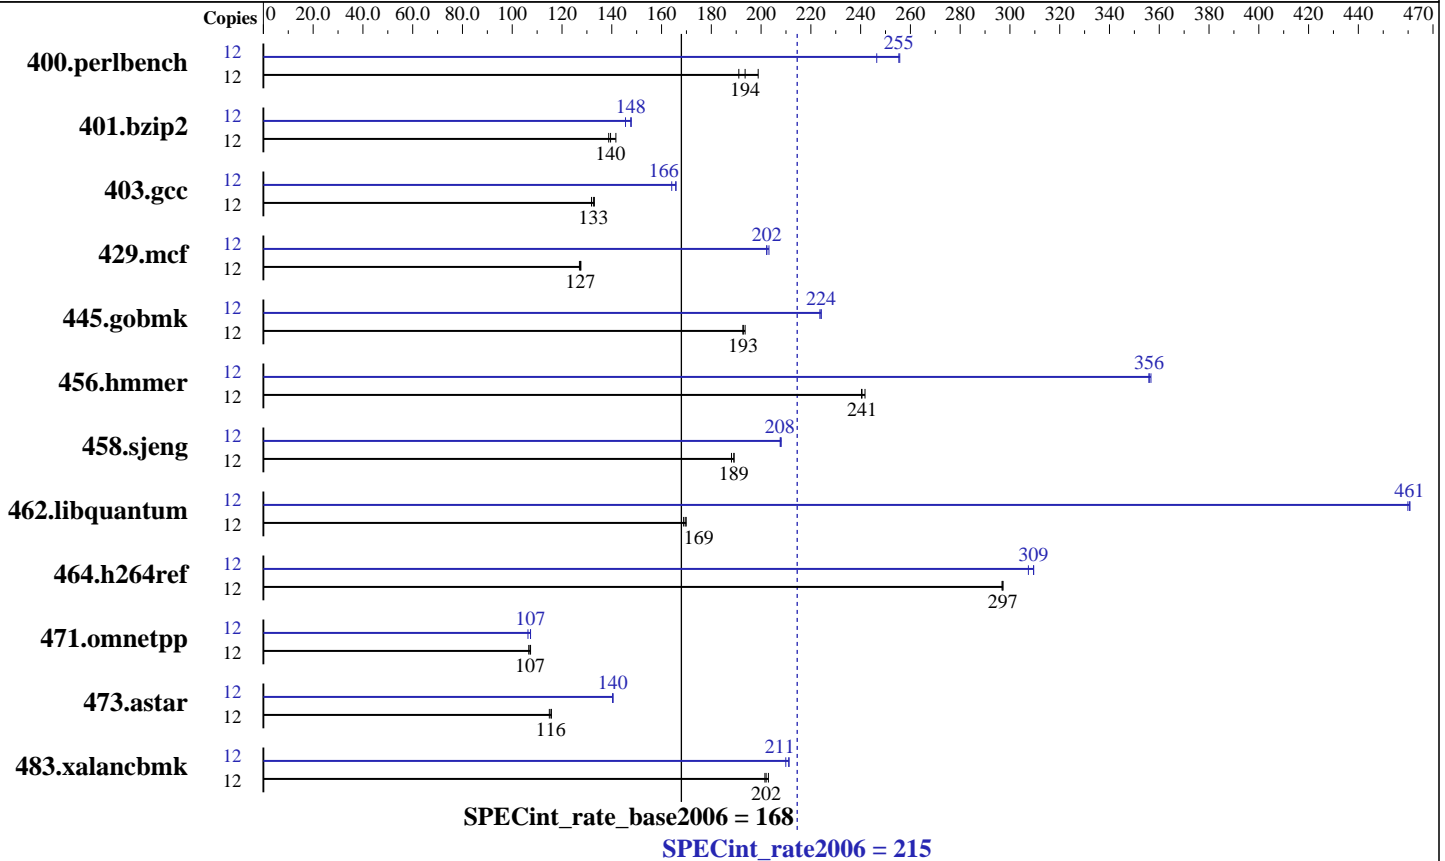 Copies 0 20.0 40.0 60.0 80.0 100 120 140 160 180 200 220 240 260 280 300 320 340 360 380 400 420 440 470
400.perlbench 12 255
12 194
401.bzip2 12 148
12 140
403.gcc 12 166
12 133
429.mcf 12 202
12 127
445.gobmk 12 224
12 193
456.hmmer 12 356
12 241
458.sjeng 12 208
12 189
462.libquantum 12 461
12 169
464.h264ref 12 309
12 297
471.omnetpp 12 107
12 107
473.astar 12 140
12 116
483.xalancbmk 12 211
12 202
SPECint_rate_base2006 = 168
SPECint_rate2006 = 215